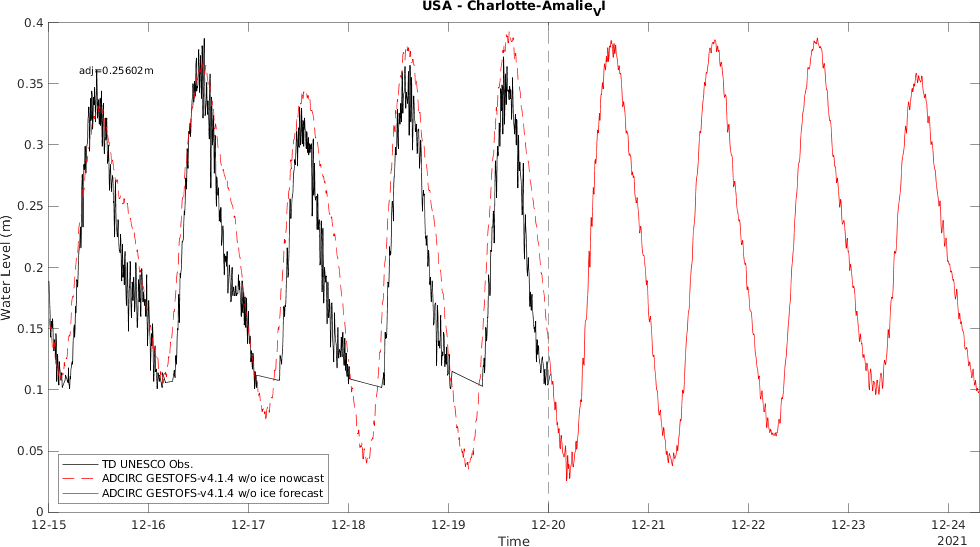 USA - Charlotte-AmalieVI
adj=0.25602m
0.4
0.35
0.3
0.25
0.2
0.15
0.1
0.05
0
Water Level (m)
TD UNESCO Obs.
ADCIRC GESTOFS-v4.1.4 w/o ice nowcast
ADCIRC GESTOFS-v4.1.4 w/o ice forecast
12-15 12-16 12-17 12-18 12-19 12-20 12-21 12-22 12-23 12-24
Time
2021